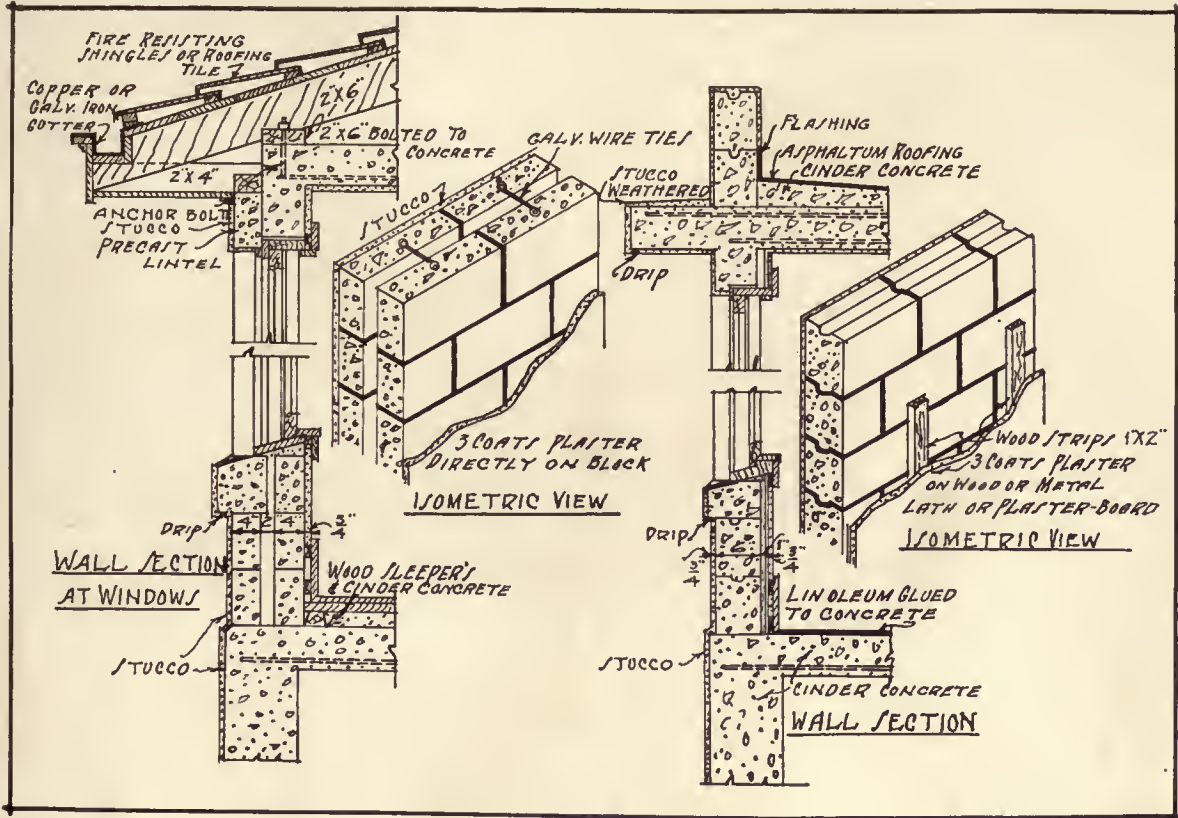 FIRE RESISTING
SHINGLES OR ROOFING
TILE
COPPER OR
GALV. IRON
GUTTER
2"X6"
2"X6" BOLTED TO
CONCRETE
2"X4"
ANCHOR BOLT
STUCCO
PRECAST
LINTEL
GALV. WIRE TIES
STUCCO
3 COATS PLASTER
DIRECTLY ON BLOCK
ISOMETRIC VIEW
DRIP
4" 2" 4" 3/4"
WALL SECTION
AT WINDOWS
WOOD SLEEPER'S
& CINDER CONCRETE
STUCCO
FLASHING
ASPHALTUM ROOFING
CINDER CONCRETE
STUCCO
WEATHERED
DRIP
WOOD STRIPS 1"X2"
3 COATS PLASTER
ON WOOD OR METAL
LATH OR PLASTER-BOARD
ISOMETRIC VIEW
DRIP
3/4" 1" 3/4"
LINOLEUM GLUED
TO CONCRETE
STUCCO
CINDER CONCRETE
WALL SECTION